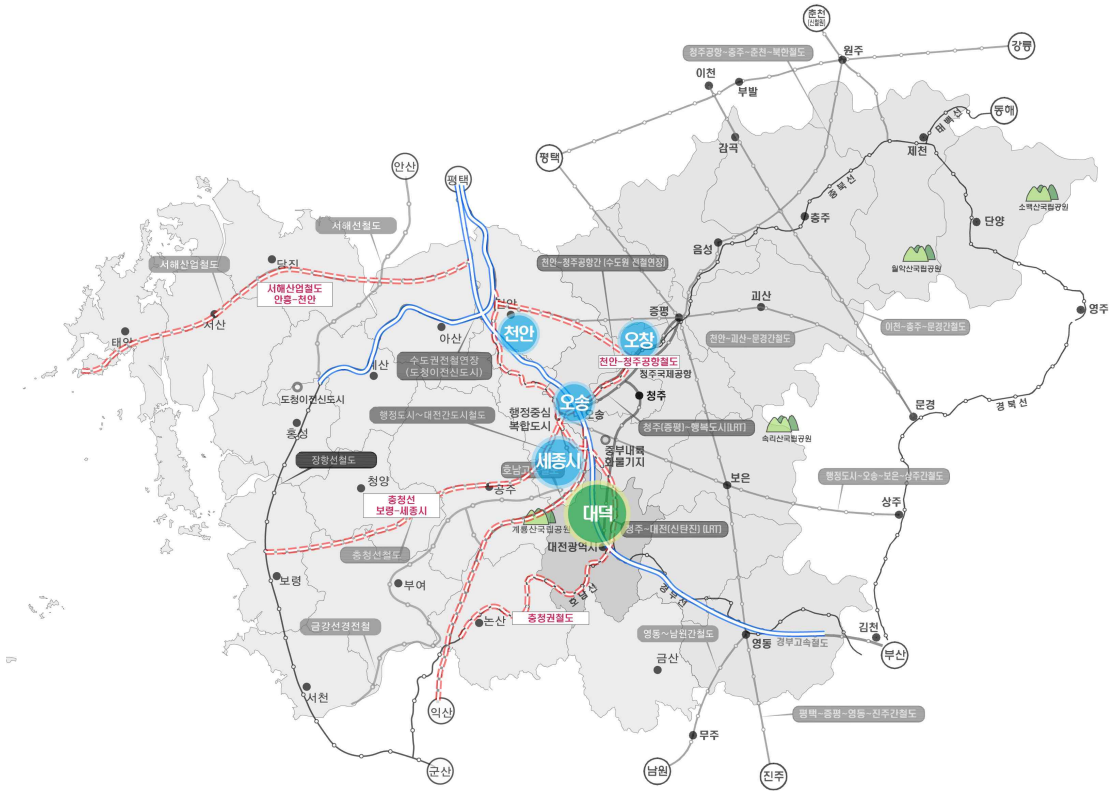 춘천
(신철원)
강릉
청주공항-충주-춘천-북한철도
원주
이천
부발
동해
태백선
제천
감곡
평택
안산
평택
충북선
소백산국립공원
단양
충주
서해선철도
음성
월악산국립공원
서해산업철도
당진
천안-청주공항간 (수도원 전철연장)
서해산업철도
안흥-천안
괴산
영주
서산
증평
이천-충주-문경간철도
태안
천안
오창
천안-괴산-문경간철도
아산
천안-청주공항철도
수도권전철연장
(도청이전신도시)
예산
청주국제공항
도청이전신도시
청주
오송
오송
문경
경북선
행정도시~대전간도시철도
행정중심
복합도시
홍성
청주(증평)~행복도시(LRT)
속리산국립공원
중부내륙
화물기지
장항선철도
세종시
호남고
청양
공주
보은
행정도시-오송-보은-상주간철도
충청선
보령-세종시
상주
대덕
계룡산국립공원
청주-대전(신탄진) (LRT)
대전광역시
충청선철도
보령
부여
호남선
경부선
논산
충청권철도
금강선경전철
영동~남원간철도
김천
영동
경부고속철도
부산
금산
서천
익산
평택-증평-영동-진주간철도
무주
군산
남원
진주